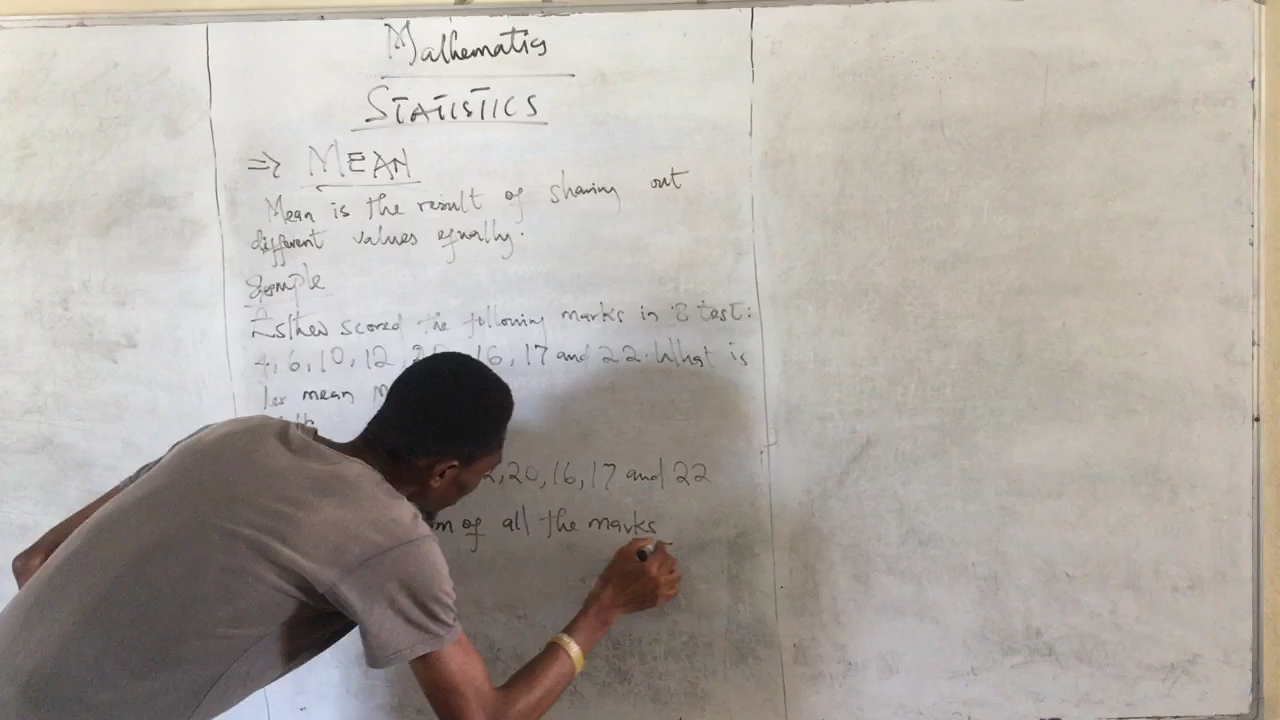 Mathematics
STATISTICS
⇒ MEAN
Mean is the result of sharing out
different values equally.
Example
scored the following marks in 8 test:
4, 6, 10, 12, 16, 17 and 22. What is
her mean
, 20, 16, 17 and 22
of all the marks